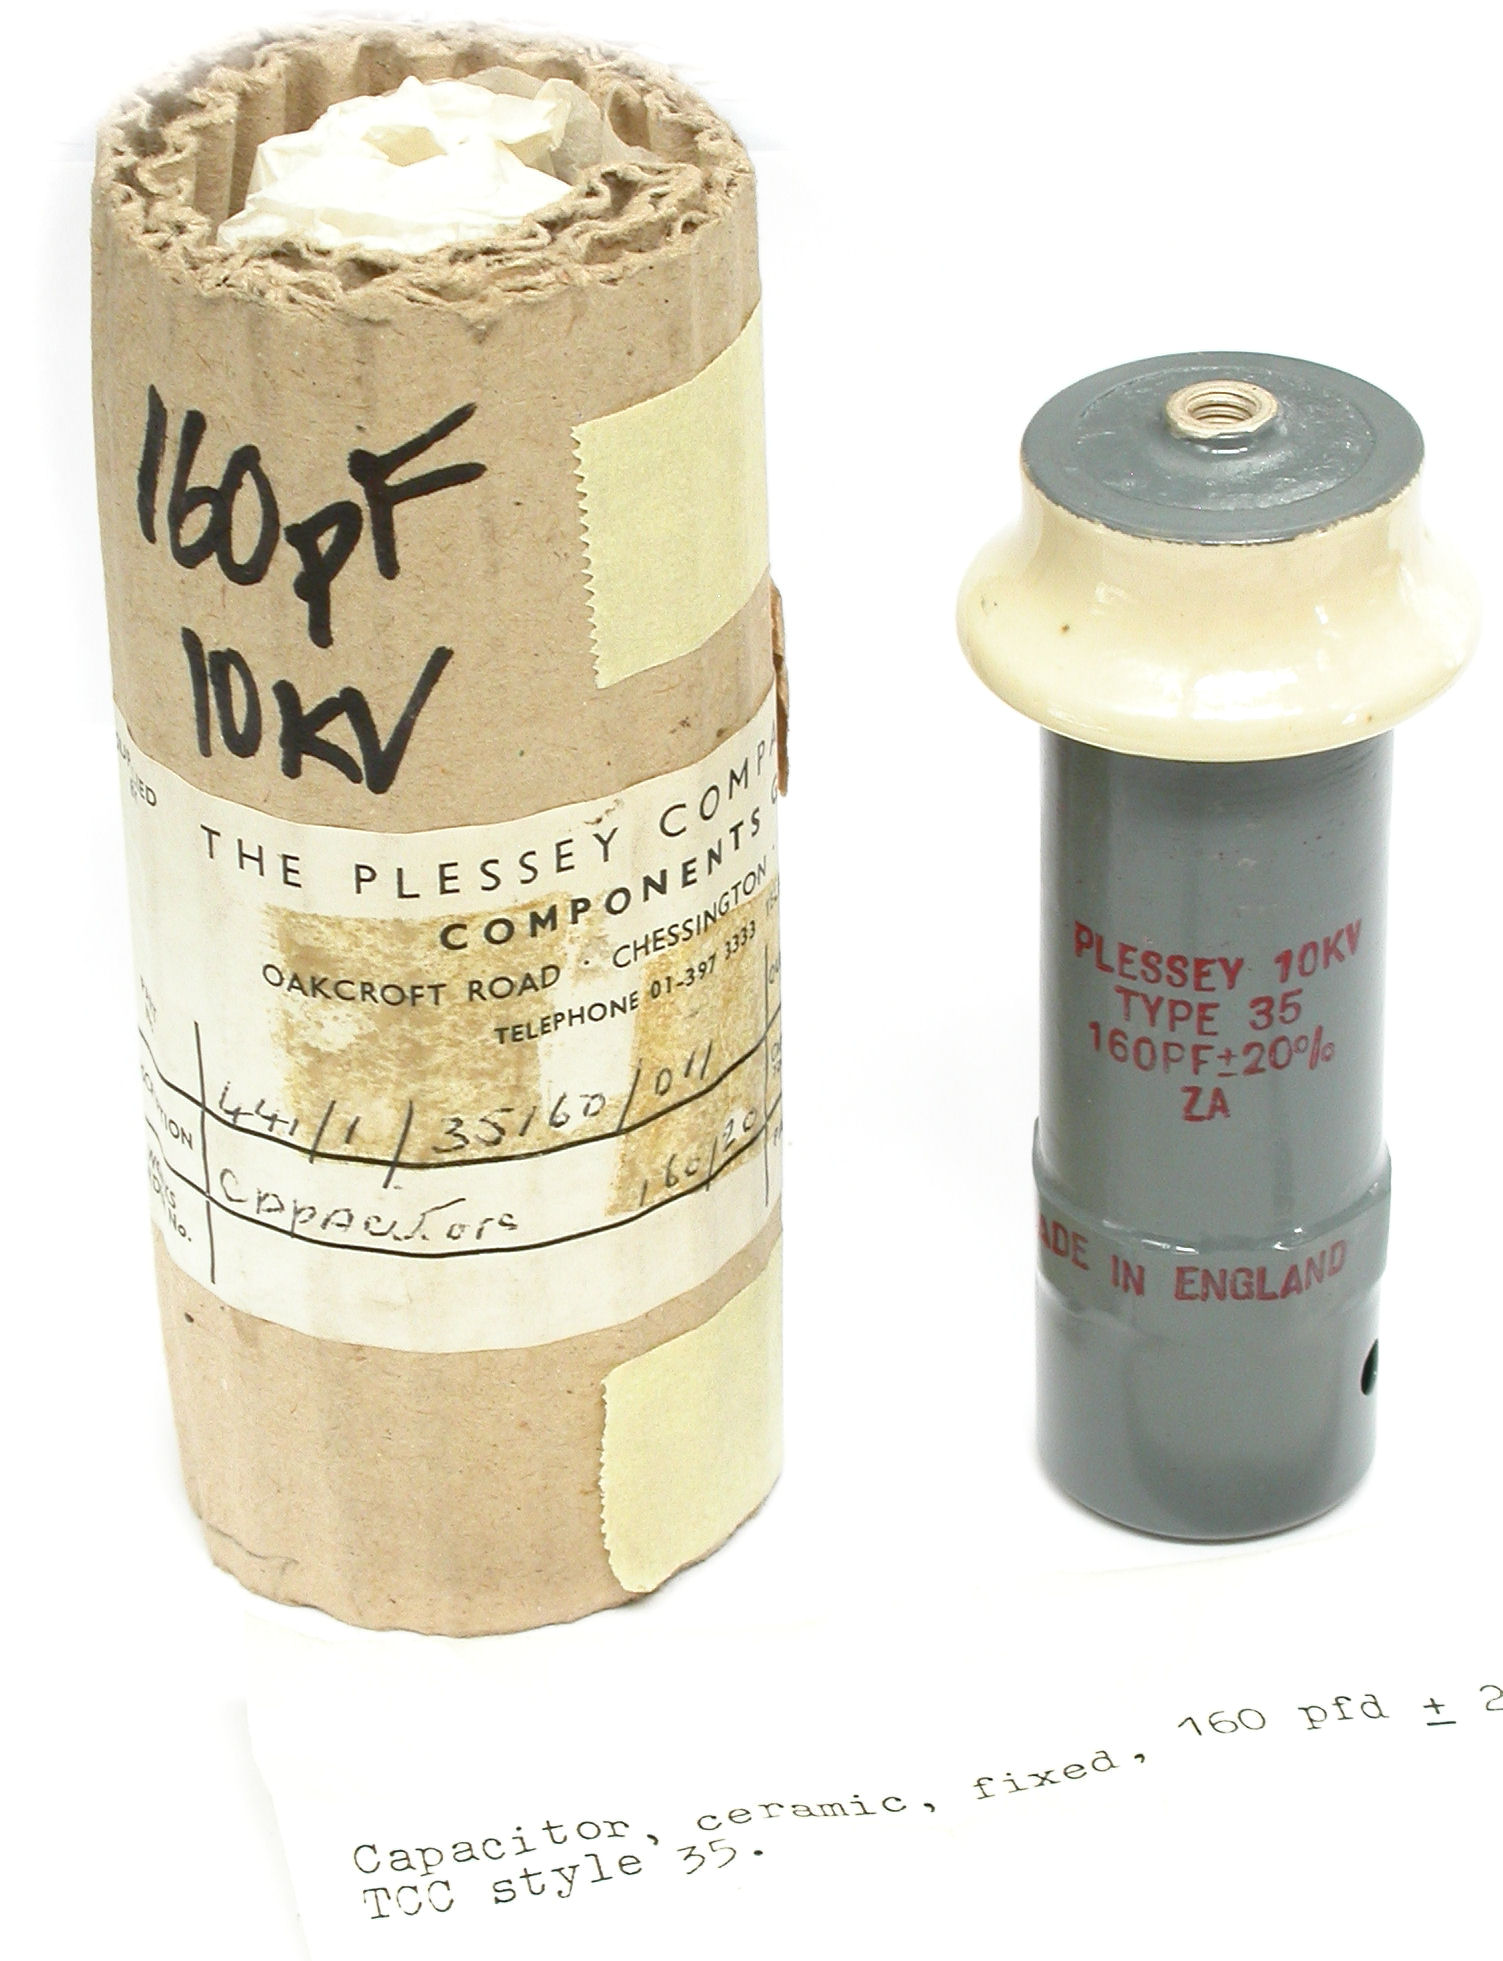 160pF
10KV
THE PLESSEY COMPA
COMPONENTS G
OAKCROFT ROAD · CHESSINGTON ·
TELEPHONE 01-397 3333
441/1/35160/011
Capacitors 160/20
No.
PLESSEY 10KV
TYPE 35
160PF±20%
ZA
ADE IN ENGLAND
Capacitor, ceramic, fixed, 160 pfd ± 2
TCC style 35.